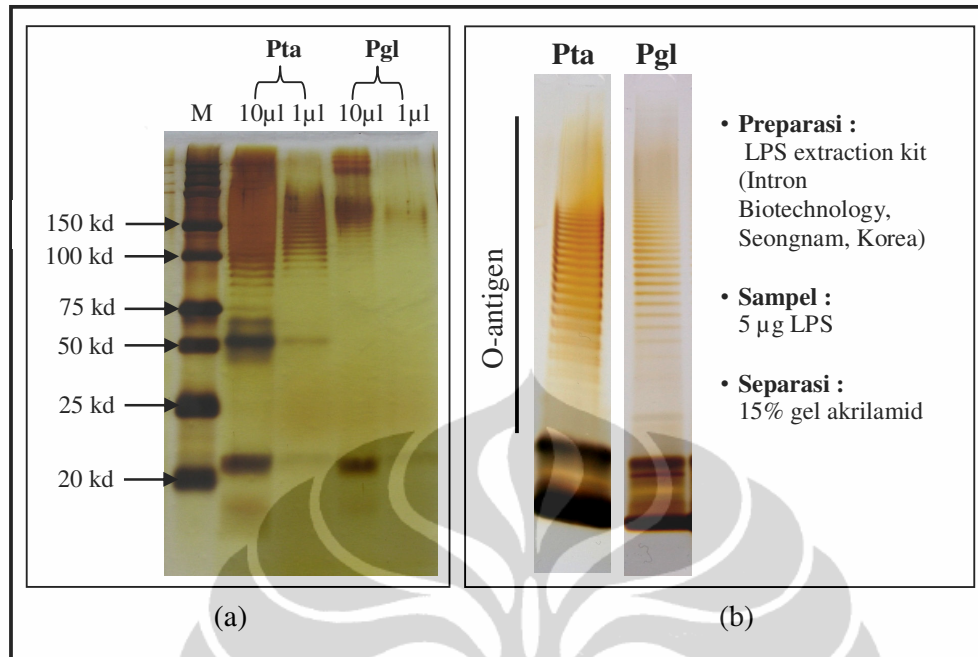 Pta Pgl
M 10µl 1µl 10µl 1µl
150 kd
100 kd
75 kd
50 kd
25 kd
20 kd
(a)
Pta Pgl
O-antigen
• Preparasi :
LPS extraction kit
(Intron
Biotechnology,
Seongnam, Korea)
• Sampel :
5 µg LPS
• Separasi :
15% gel akrilamid
3
(b)